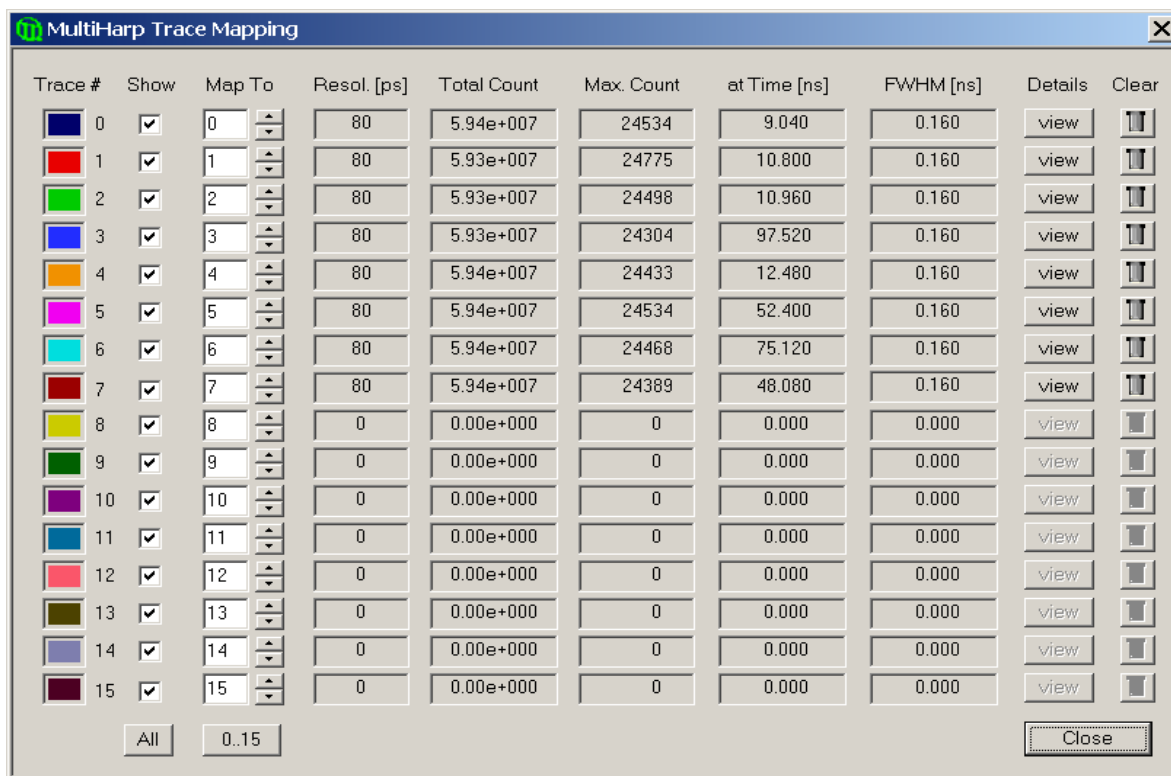 MultiHarp Trace Mapping
Trace # Show Map To Resol. [ps] Total Count Max. Count at Time [ns] FWHM [ns] Details Clear
0 0 80 5.94e+007 24534 9.040 0.160 view
1 1 80 5.93e+007 24775 10.800 0.160 view
2 2 80 5.93e+007 24498 10.960 0.160 view
3 3 80 5.93e+007 24304 97.520 0.160 view
4 4 80 5.94e+007 24433 12.480 0.160 view
5 5 80 5.94e+007 24534 52.400 0.160 view
6 6 80 5.94e+007 24468 75.120 0.160 view
7 7 80 5.94e+007 24389 48.080 0.160 view
8 8 0 0.00e+000 0 0.000 0.000 view
9 9 0 0.00e+000 0 0.000 0.000 view
10 10 0 0.00e+000 0 0.000 0.000 view
11 11 0 0.00e+000 0 0.000 0.000 view
12 12 0 0.00e+000 0 0.000 0.000 view
13 13 0 0.00e+000 0 0.000 0.000 view
14 14 0 0.00e+000 0 0.000 0.000 view
15 15 0 0.00e+000 0 0.000 0.000 view
All 0..15 Close